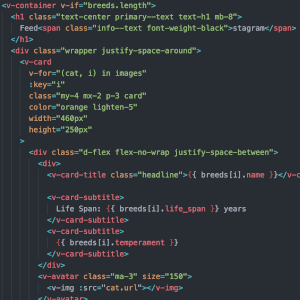 <v-container v-if="breeds.length">
<h1 class="text-center primary--text text-h1 mb-8">
Feed<span class="info--text font-weight-black">stagram</span>
</h1>
<div class="wrapper justify-space-around">
<v-card
v-for="(cat, i) in images"
:key="i"
class="my-4 mx-2 p-3 card"
color="orange lighten-5"
width="460px"
height="250px"
>
<div class="d-flex flex-no-wrap justify-space-between">
<div>
<v-card-title class="headline">{{ breeds[i].name }}</v-c
<v-card-subtitle>
Life Span: {{ breeds[i].life_span }} years
</v-card-subtitle>
<v-card-subtitle>
{{ breeds[i].temperament }}
</v-card-subtitle>
</div>
<v-avatar class="ma-3" size="150">
<v-img :src="cat.url"></v-img>
</v-avatar>